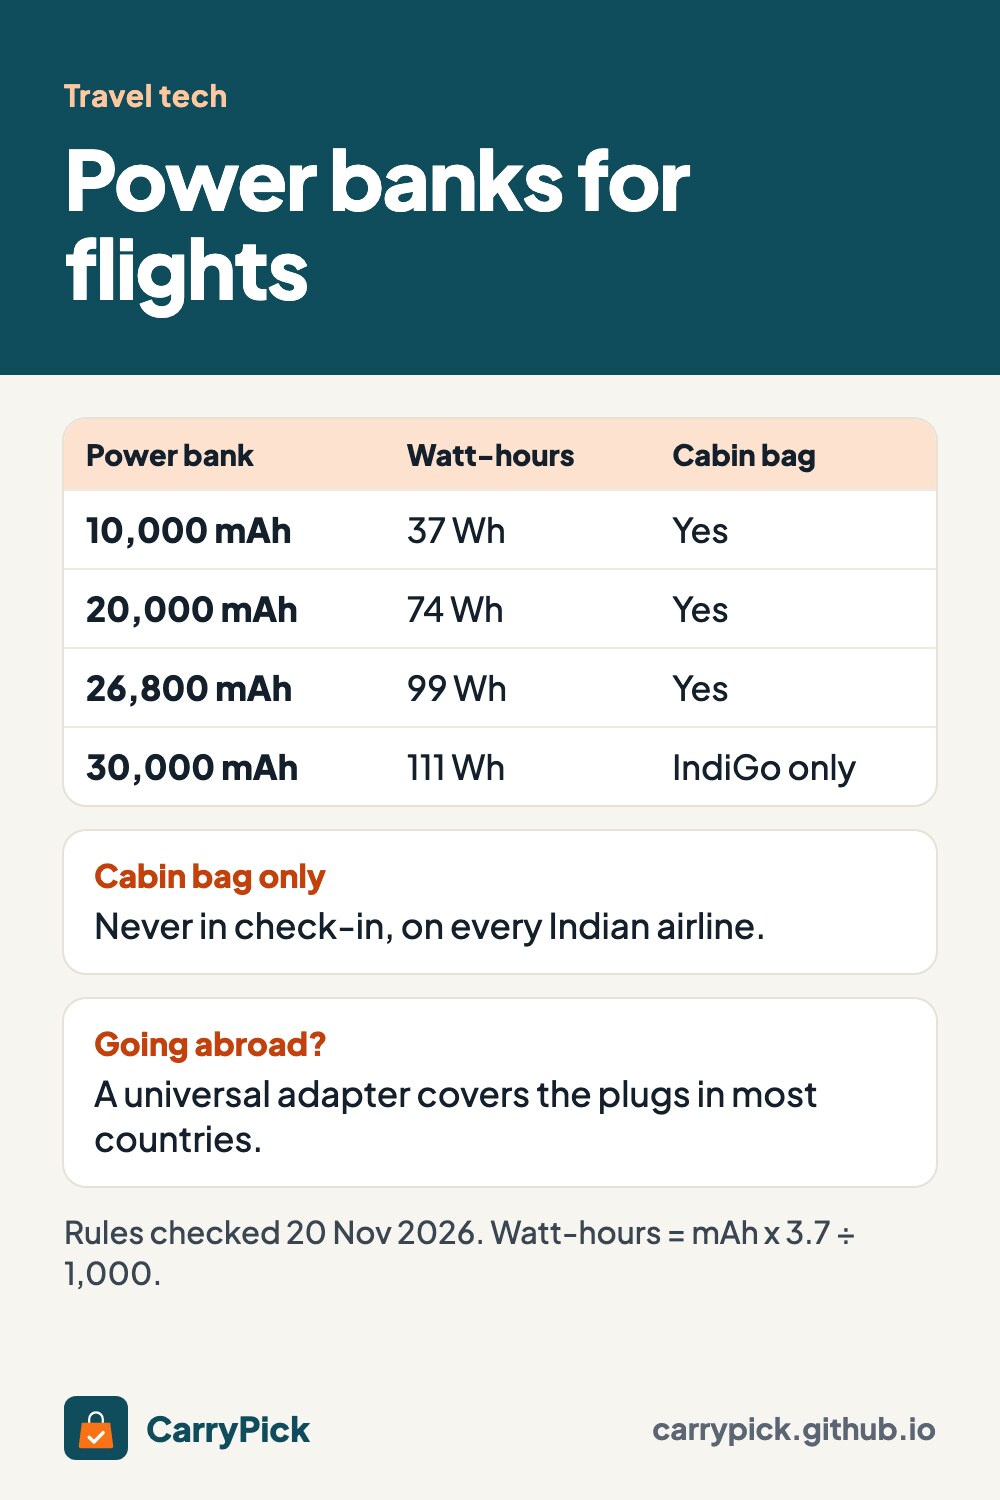 Travel tech
Power banks for
flights
Power bank Watt-hours Cabin bag
10,000 mAh 37 Wh Yes
20,000 mAh 74 Wh Yes
26,800 mAh 99 Wh Yes
30,000 mAh 111 Wh IndiGo only
Cabin bag only
Never in check-in, on every Indian airline.
Going abroad?
A universal adapter covers the plugs in most
countries.
Rules checked 20 Nov 2026. Watt-hours = mAh x 3.7 ÷
1,000.
CarryPick carrypick.github.io